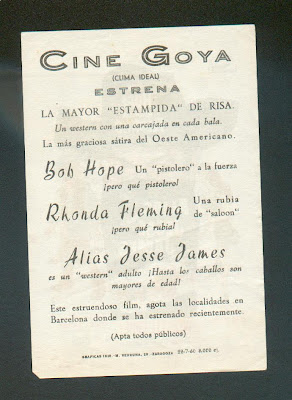 CINE GOYA
(CLIMA IDEAL)
ESTRENA
LA MAYOR "ESTAMPIDA" DE RISA.
Un western con una carcajada en cada bala.
La más graciosa sátira del Oeste Americano.
Bob Hope Un "pistolero" a la fuerza
¡pero qué pistolero!
Rhonda Fleming Una rubia de "saloon"
¡pero qué rubia!
Alias Jesse James
es un "western" adulto ¡Hasta los caballos son
mayores de edad!
Este estruendoso film, agota las localidades en
Barcelona donde se ha estrenado recientemente.
(Apta todos públicos)
ZARAGOZA